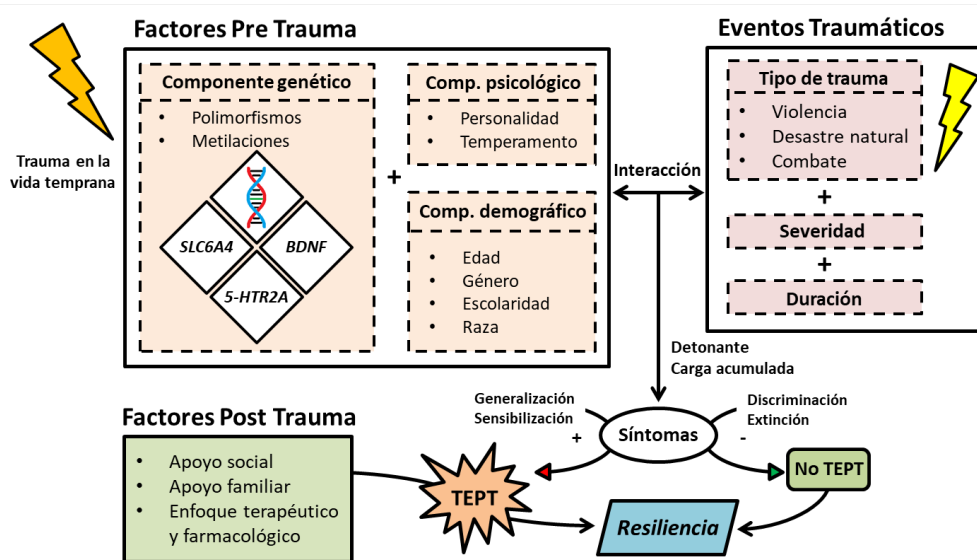 Factores Pre Trauma
Eventos Traumáticos
Trauma en la
vida temprana
Componente genético
• Polimorfismos
• Metilaciones
SLC6A4
BDNF
5-HTR2A
+
Comp. psicológico
• Personalidad
• Temperamento
Comp. demográfico
• Edad
• Género
• Escolaridad
• Raza
Interacción
Tipo de trauma
• Violencia
• Desastre natural
• Combate
+
Severidad
+
Duración
Detonante
Carga acumulada
Generalización
Sensibilización
+
Síntomas
Discriminación
Extinción
-
Factores Post Trauma
• Apoyo social
• Apoyo familiar
• Enfoque terapéutico
y farmacológico
TEPT
No TEPT
Resiliencia